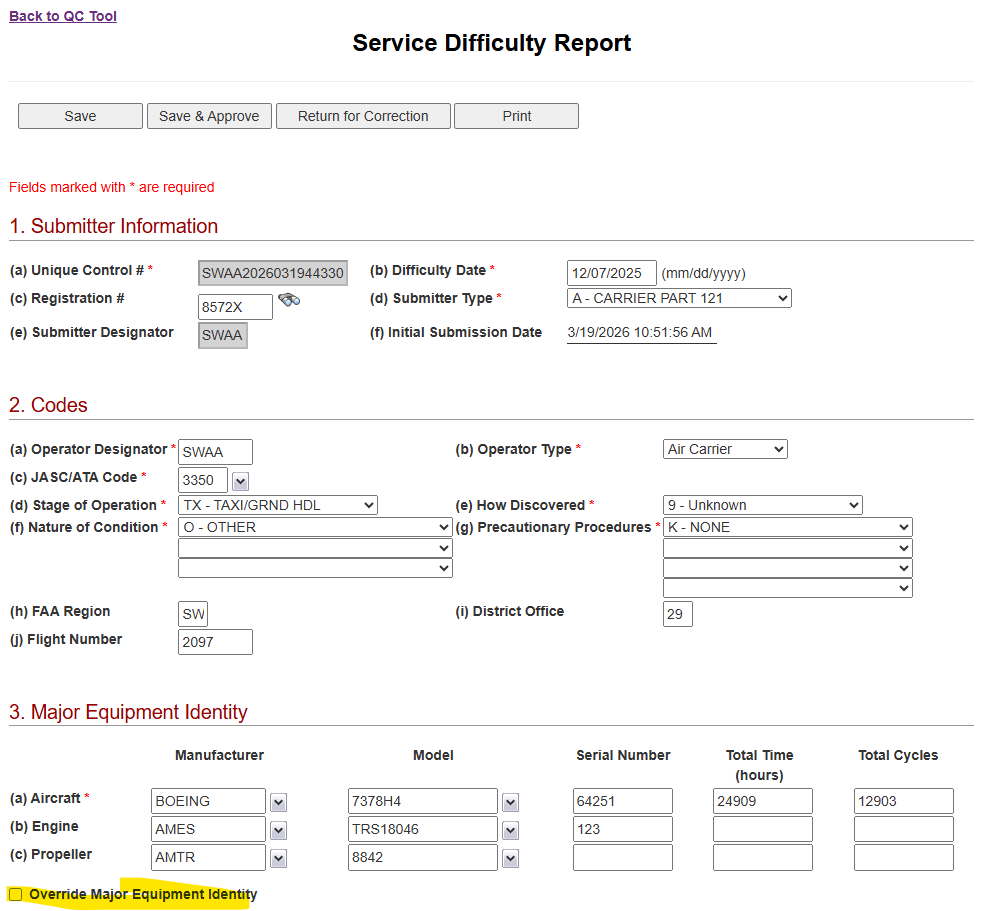 Back to QC Tool
Service Difficulty Report
Save Save & Approve Return for Correction Print
Fields marked with * are required
1. Submitter Information
(a) Unique Control # * SWAA2026031944330 (b) Difficulty Date * 12/07/2025 (mm/dd/yyyy)
(c) Registration # 8572X (d) Submitter Type * A - CARRIER PART 121
(e) Submitter Designator SWAA (f) Initial Submission Date 3/19/2026 10:51:56 AM
2. Codes
(a) Operator Designator * SWAA (b) Operator Type * Air Carrier
(c) JASC/ATA Code * 3350
(d) Stage of Operation * TX - TAXI/GRND HDL (e) How Discovered * 9 - Unknown
(f) Nature of Condition * O - OTHER (g) Precautionary Procedures * K - NONE
(h) FAA Region SW (i) District Office 29
(j) Flight Number 2097
3. Major Equipment Identity
Manufacturer Model Serial Number Total Time (hours) Total Cycles
(a) Aircraft * BOEING 7378H4 64251 24909 12903
(b) Engine AMES TRS18046 123
(c) Propeller AMTR 8842
Override Major Equipment Identity